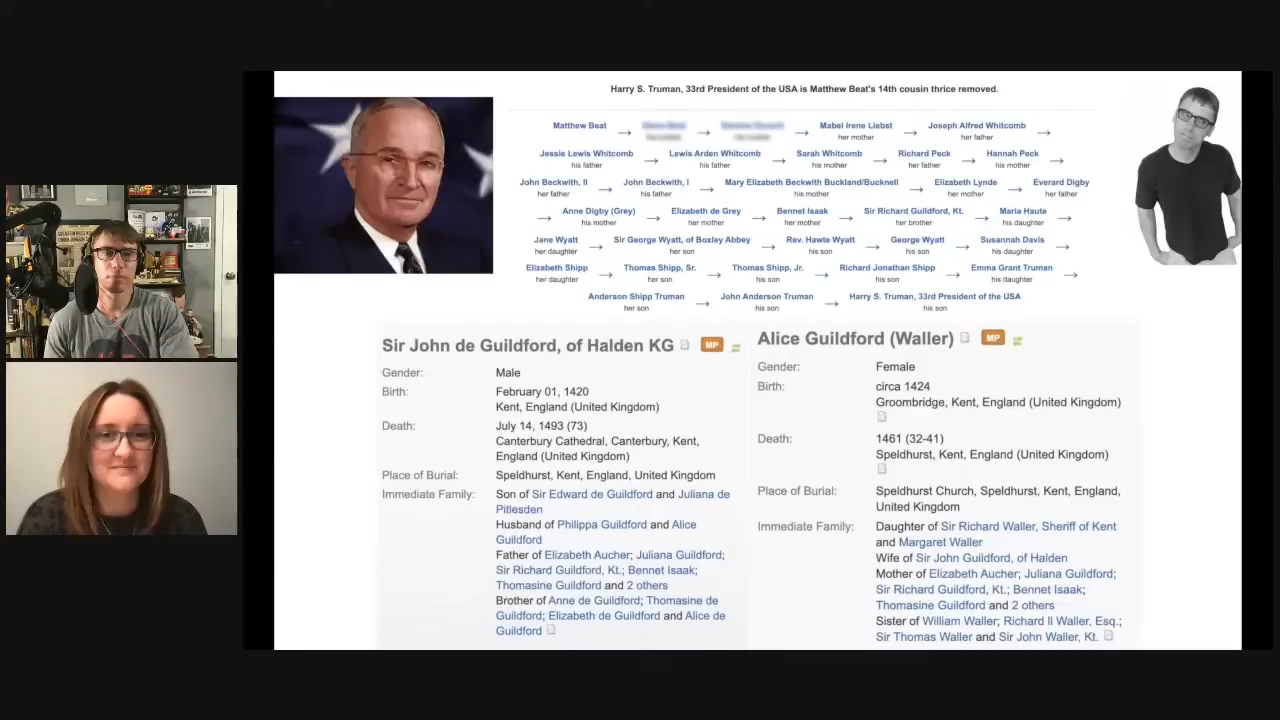 Harry S. Truman, 33rd President of the USA is Matthew Beat's 14th cousin thrice removed.
Matthew Beat → → → Mabel Irene Liebst → Joseph Alfred Whitcomb →
her mother her father
Jessie Lewis Whitcomb → Lewis Arden Whitcomb → Sarah Whitcomb → Richard Peck → Hannah Peck →
his father his father his mother her father his mother
John Beckwith, II → John Beckwith, I → Mary Elizabeth Beckwith Buckland/Bucknell → Elizabeth Lynde → Everard Digby
her father his father his mother her mother her father
→ Anne Digby (Grey) → Elizabeth de Grey → Bennet Isaak → Sir Richard Guildford, Kt. → Maria Haute →
his mother her mother her mother her brother his daughter
Jane Wyatt → Sir George Wyatt, of Boxley Abbey → Rev. Hawte Wyatt → George Wyatt → Susannah Davis →
her daughter her son his son his son his daughter
Elizabeth Shipp → Thomas Shipp, Sr. → Thomas Shipp, Jr. → Richard Jonathan Shipp → Emma Grant Truman →
her daughter her son his son his son his daughter
Anderson Shipp Truman → John Anderson Truman → Harry S. Truman, 33rd President of the USA
her son his son his son
Sir John de Guildford, of Halden KG MP
Gender: Male
Birth: February 01, 1420
Kent, England (United Kingdom)
Death: July 14, 1493 (73)
Canterbury Cathedral, Canterbury, Kent,
England (United Kingdom)
Place of Burial: Speldhurst, Kent, England, United Kingdom
Immediate Family: Son of Sir Edward de Guildford and Juliana de
Pitlesden
Husband of Philippa Guildford and Alice
Guildford
Father of Elizabeth Aucher; Juliana Guildford;
Sir Richard Guildford, Kt.; Bennet Isaak;
Thomasine Guildford and 2 others
Brother of Anne de Guildford; Thomasine de
Guildford; Elizabeth de Guildford and Alice de
Guildford
Alice Guildford (Waller) MP
Gender: Female
Birth: circa 1424
Groombridge, Kent, England (United Kingdom)
Death: 1461 (32-41)
Speldhurst, Kent, England (United Kingdom)
Place of Burial: Speldhurst Church, Speldhurst, Kent, England,
United Kingdom
Immediate Family: Daughter of Sir Richard Waller, Sheriff of Kent
and Margaret Waller
Wife of Sir John Guildford, of Halden
Mother of Elizabeth Aucher; Juliana Guildford;
Sir Richard Guildford, Kt.; Bennet Isaak;
Thomasine Guildford and 2 others
Sister of William Waller; Richard II Waller, Esq.;
Sir Thomas Waller and Sir John Waller, Kt.